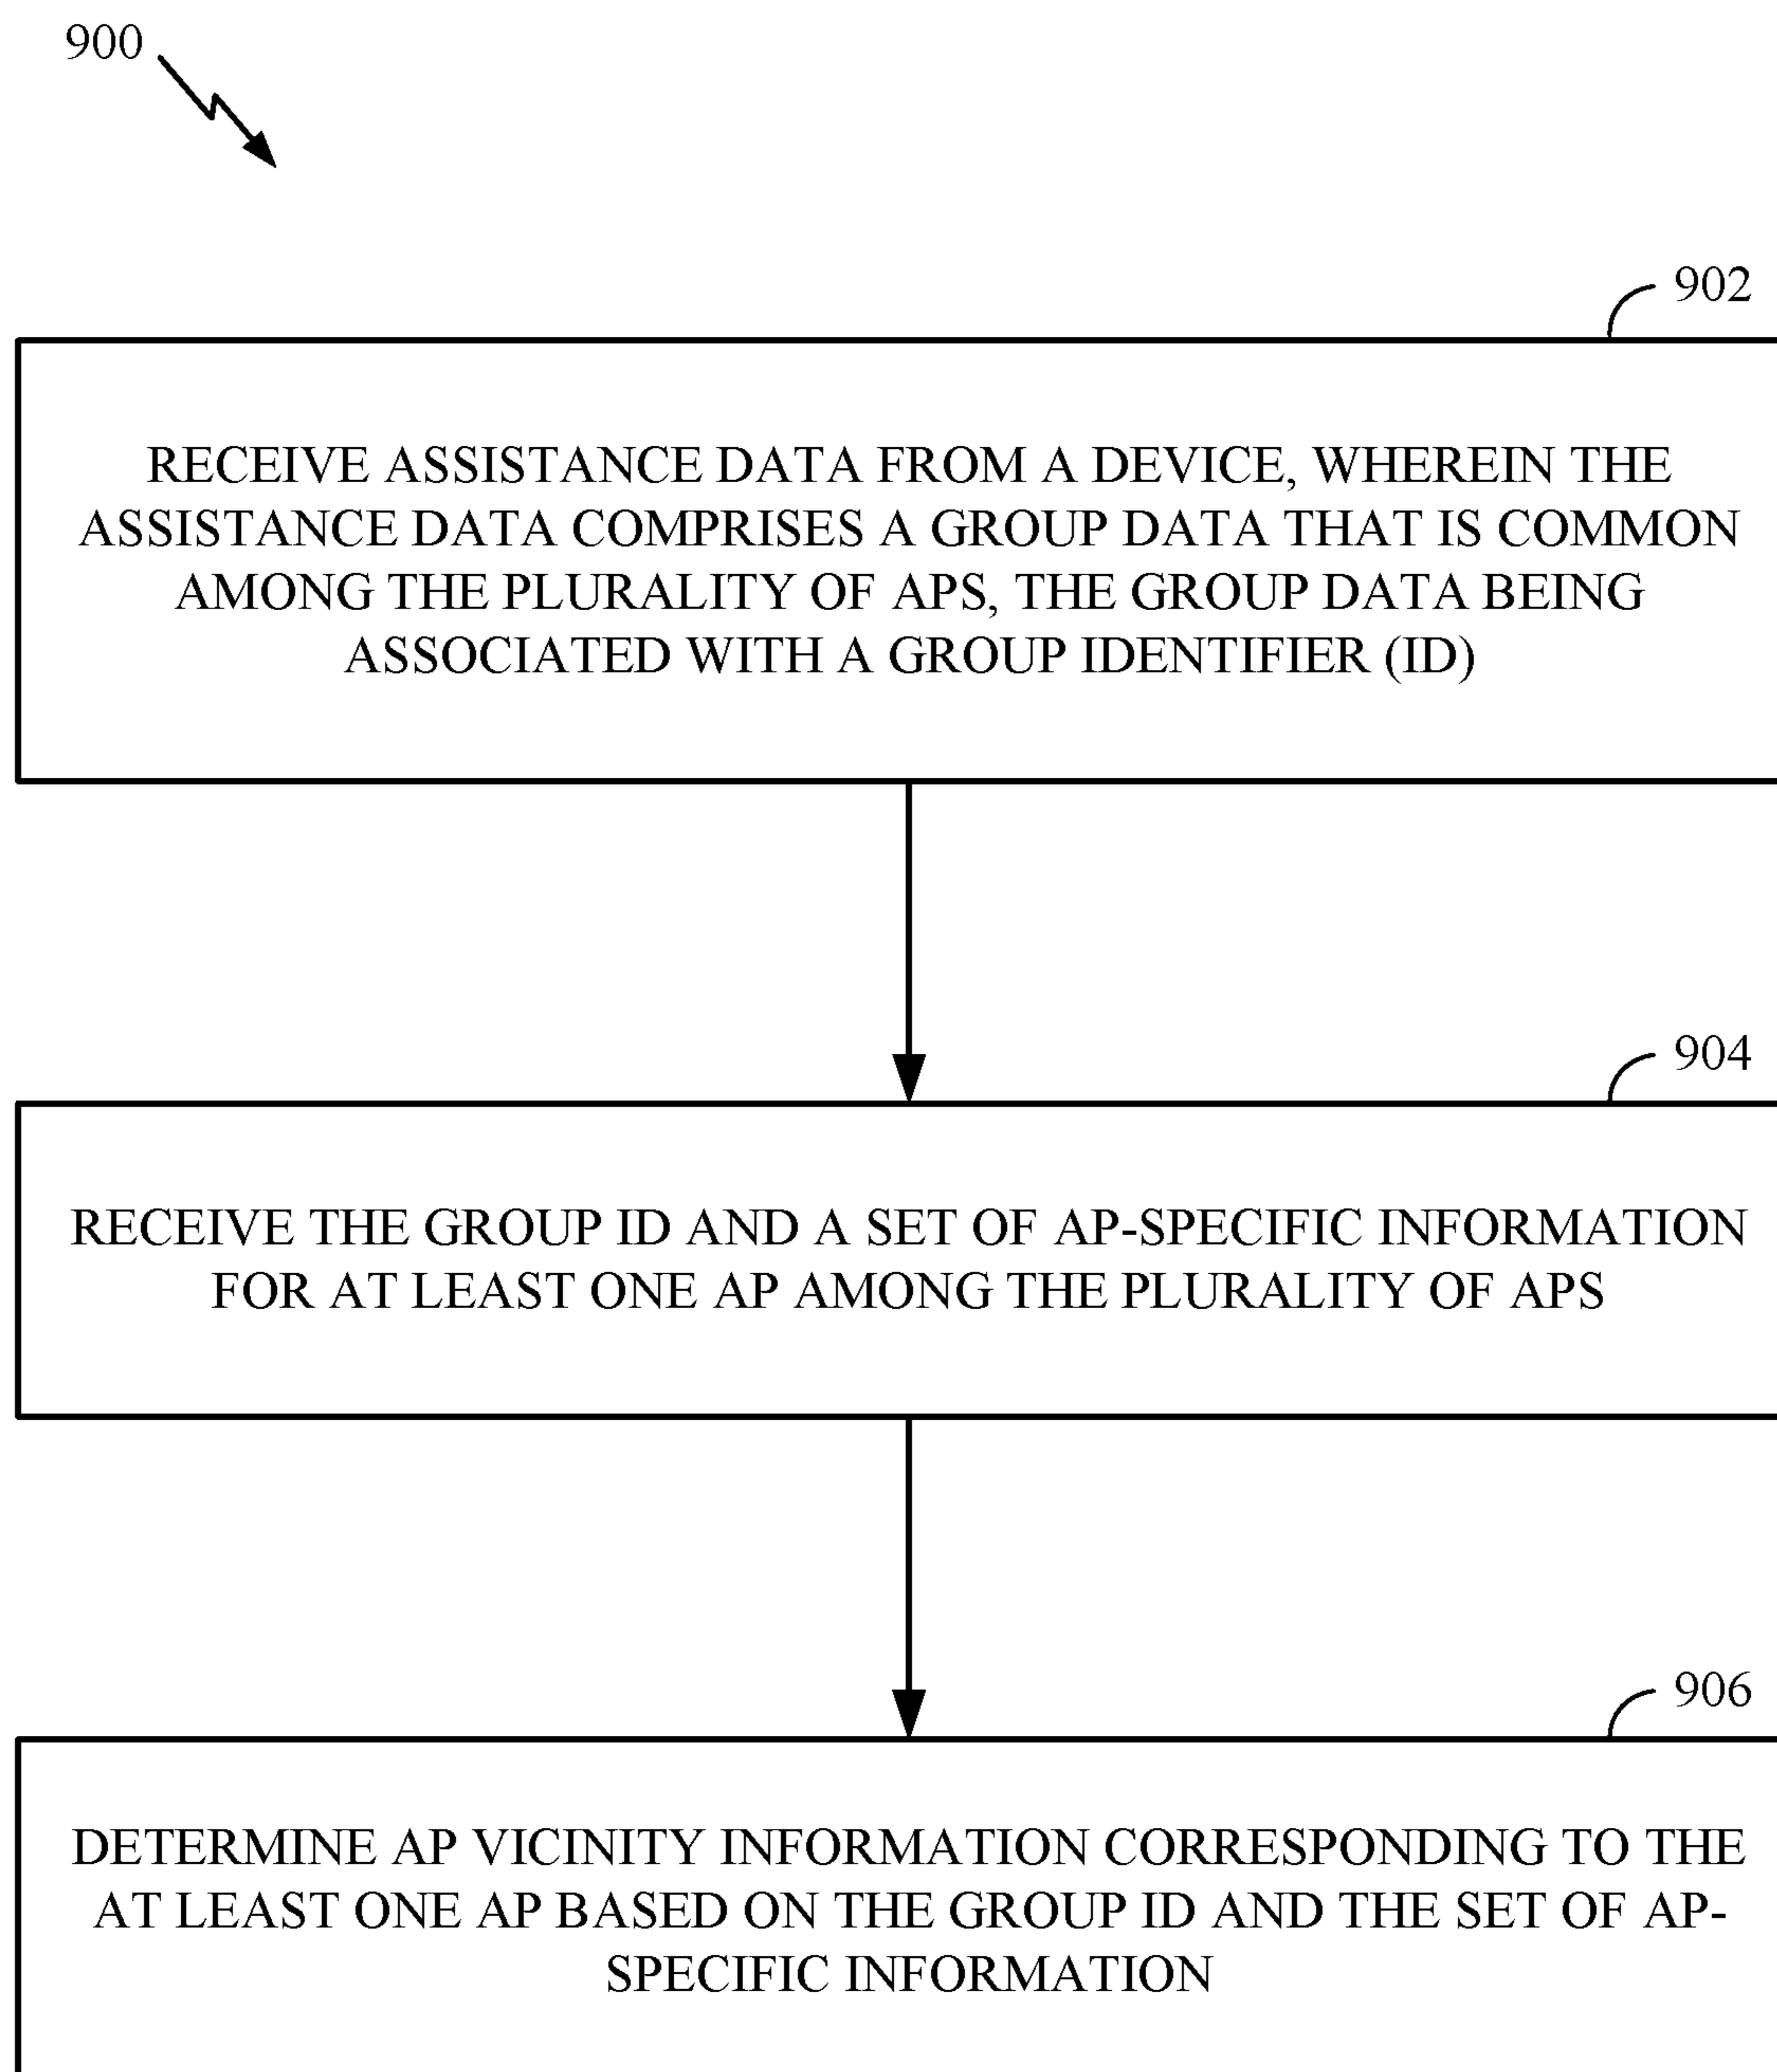 900
902
RECEIVE ASSISTANCE DATA FROM A DEVICE, WHEREIN THE
ASSISTANCE DATA COMPRISES A GROUP DATA THAT IS COMMON
AMONG THE PLURALITY OF APS, THE GROUP DATA BEING
ASSOCIATED WITH A GROUP IDENTIFIER (ID)
904
RECEIVE THE GROUP ID AND A SET OF AP-SPECIFIC INFORMATION
FOR AT LEAST ONE AP AMONG THE PLURALITY OF APS
906
DETERMINE AP VICINITY INFORMATION CORRESPONDING TO THE
AT LEAST ONE AP BASED ON THE GROUP ID AND THE SET OF AP-
SPECIFIC INFORMATION